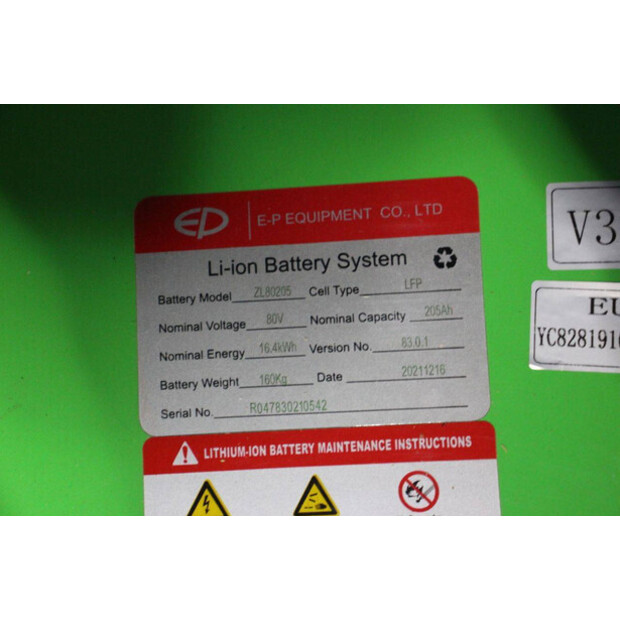 EP E-P EQUIPMENT CO., LTD
Li-ion Battery System
Battery Model ZL80205 Cell Type LFP
Nominal Voltage 80V Nominal Capacity 205Ah
Nominal Energy 16.4kWh Version No. 83.0.1
Battery Weight 160Kg Date 20211216
Serial No. R047830210542
LITHIUM-ION BATTERY MAINTENANCE INSTRUCTIONS
V3
EU